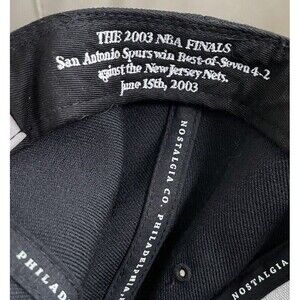 THE 2003 NBA FINALS
San Antonio Spurs win Best-of-Seven 4-2
against the New Jersey Nets.
June 15th, 2003
NOSTALGIA CO. PHILADELPHIA
PHILAD
NOSTALGIA